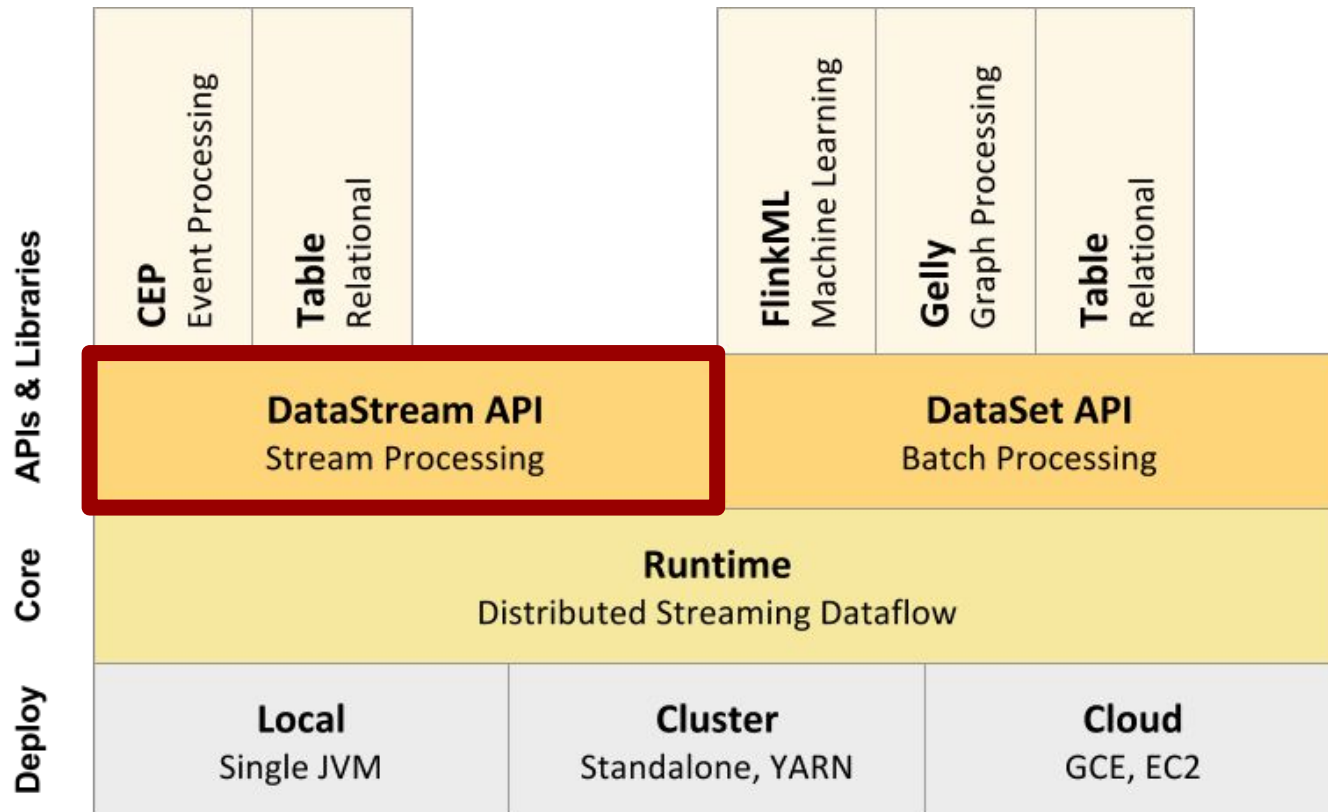 APIs & Libraries
CEP
Event Processing
Table
Relational
FlinkML
Machine Learning
Gelly
Graph Processing
Table
Relational
DataStream API
Stream Processing
DataSet API
Batch Processing
Core
Runtime
Distributed Streaming Dataflow
Deploy
Local
Single JVM
Cluster
Standalone, YARN
Cloud
GCE, EC2